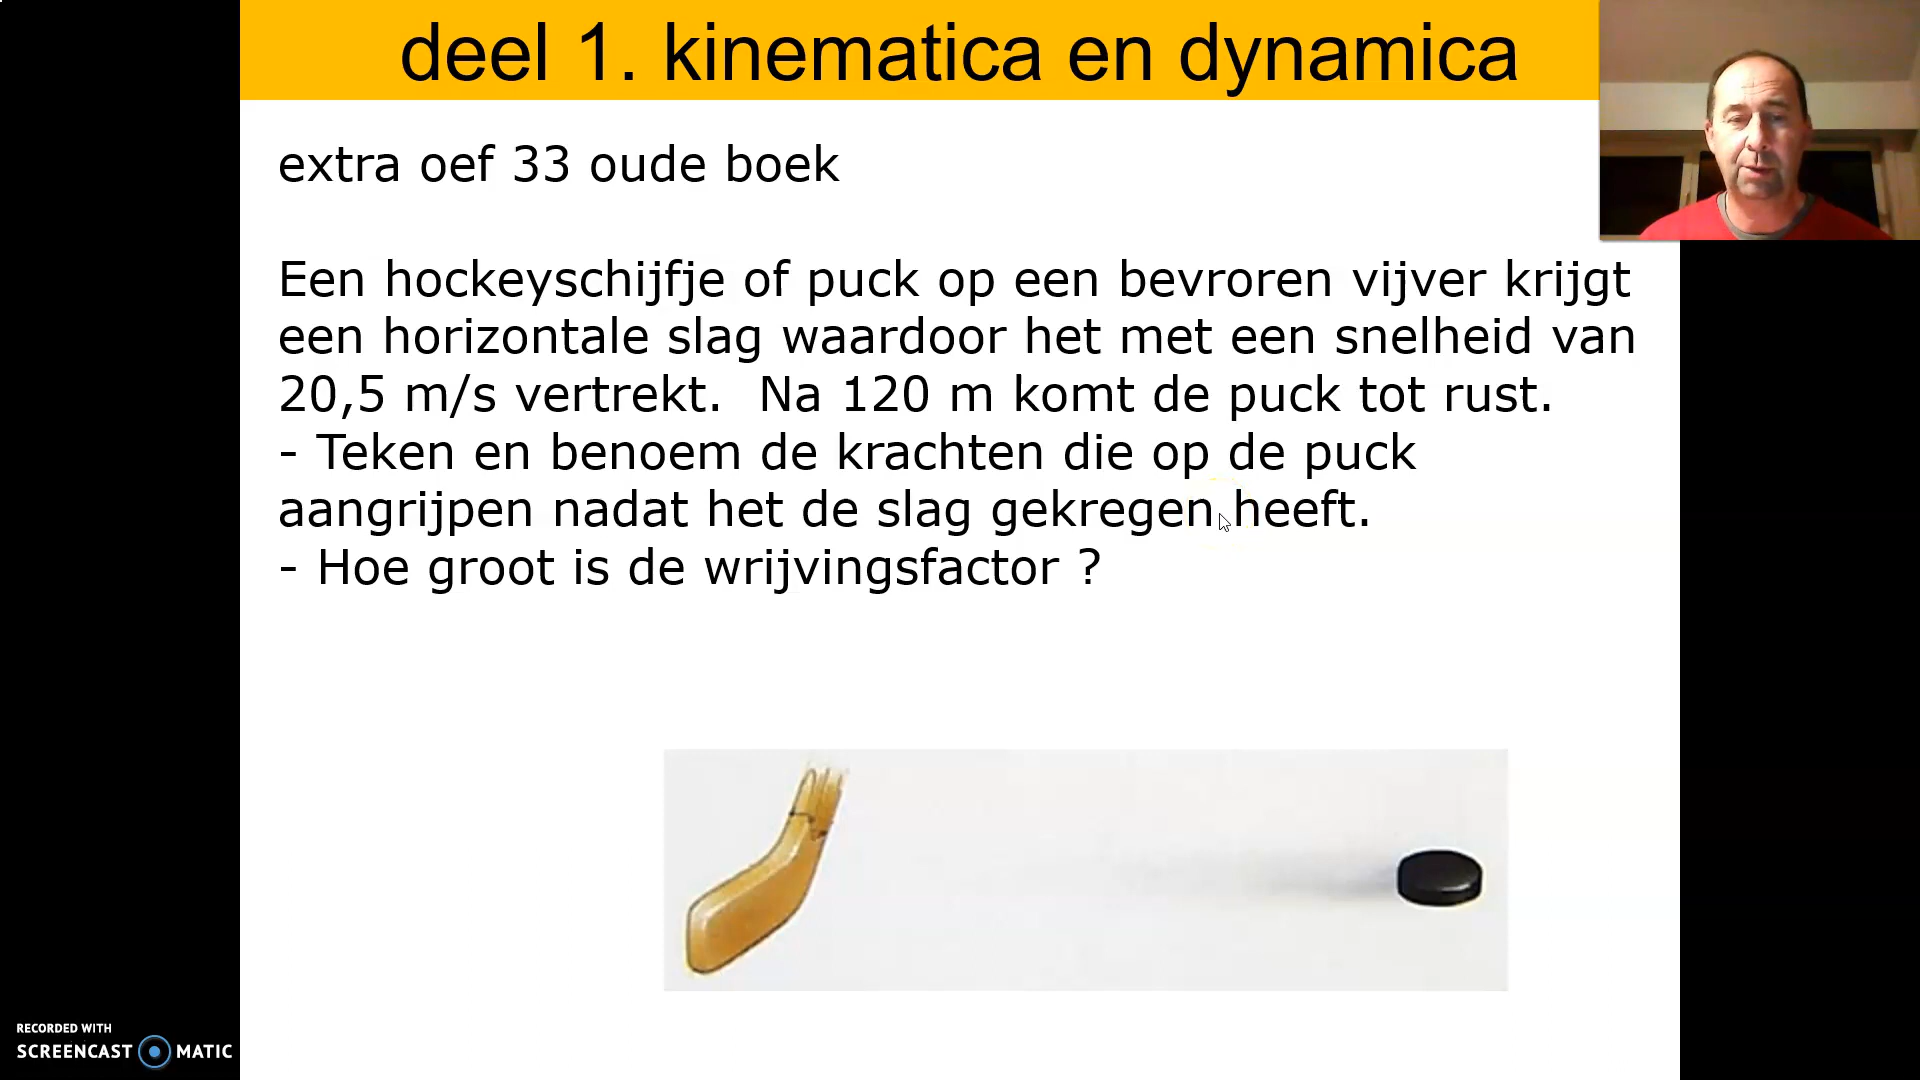 deel 1. kinematica en dynamica
extra oef 33 oude boek
Een hockeyschijfje of puck op een bevroren vijver krijgt
een horizontale slag waardoor het met een snelheid van
20,5 m/s vertrekt.  Na 120 m komt de puck tot rust.
- Teken en benoem de krachten die op de puck
aangrijpen nadat het de slag gekregen heeft.
- Hoe groot is de wrijvingsfactor ?
RECORDED WITH
SCREENCAST MATIC